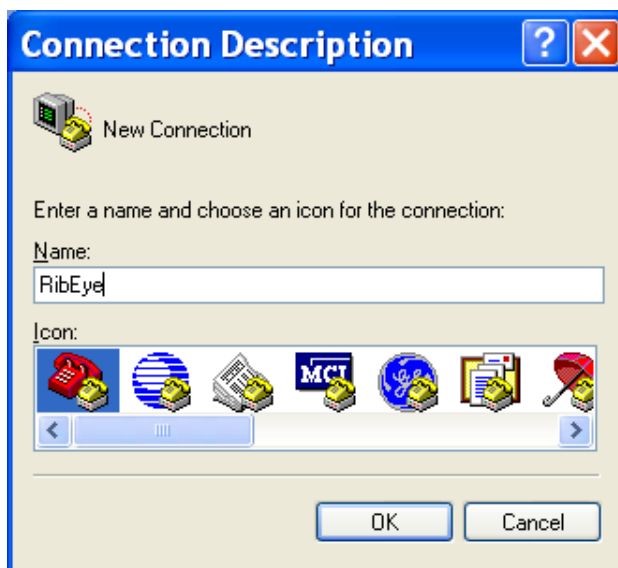 Connection Description
New Connection
Enter a name and choose an icon for the connection:
Name:
RibEye
Icon:
MCI
OK
Cancel